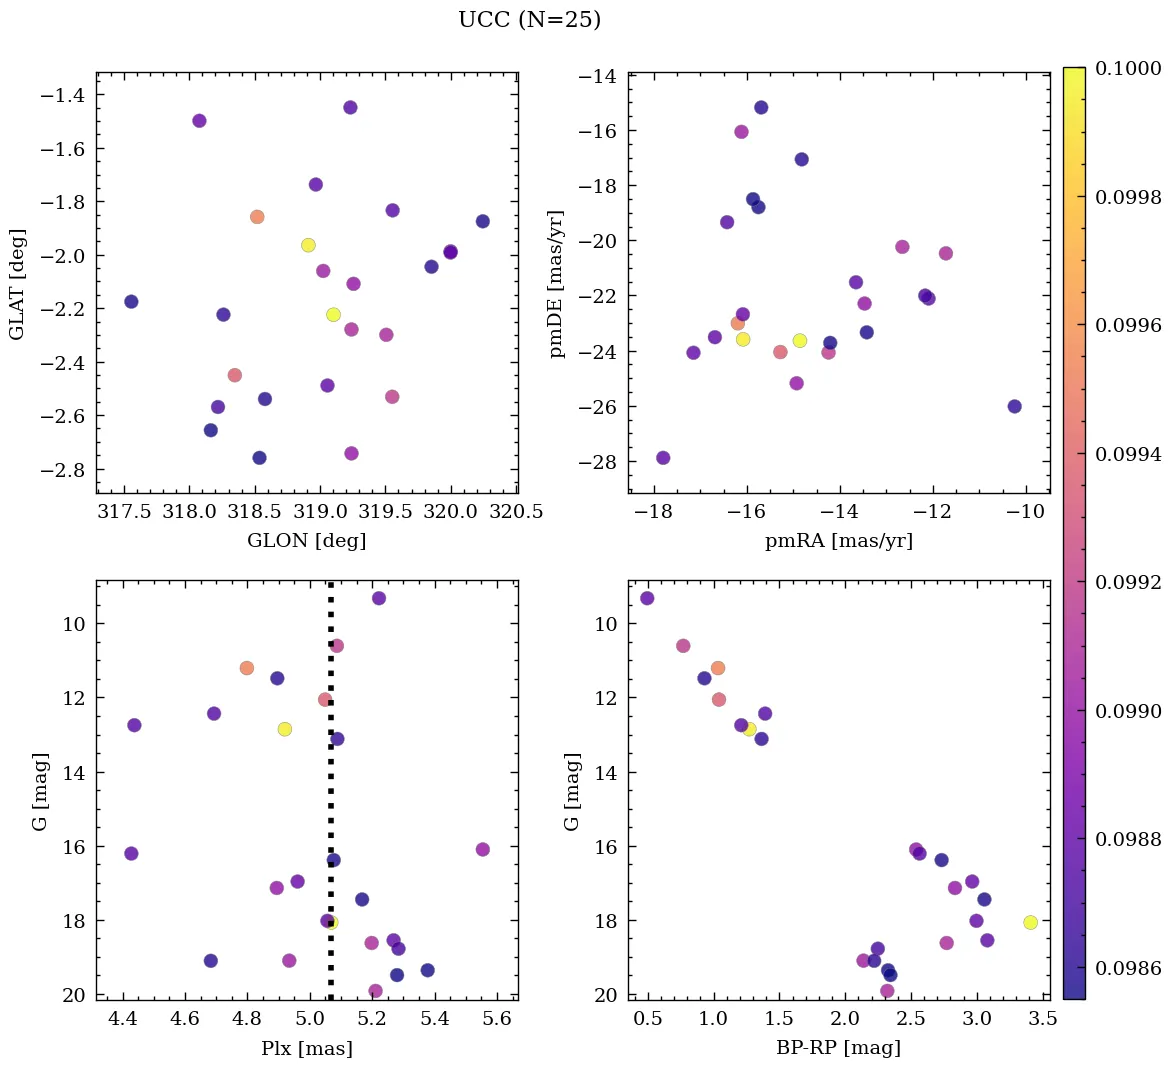 UCC (N=25)
−1.4
−1.6
−1.8
−2.0
−2.2
−2.4
−2.6
−2.8
GLAT [deg]
317.5 318.0 318.5 319.0 319.5 320.0 320.5
GLON [deg]
−14
−16
−18
−20
−22
−24
−26
−28
pmDE [mas/yr]
−18 −16 −14 −12 −10
pmRA [mas/yr]
10
12
14
16
18
20
G [mag]
4.4 4.6 4.8 5.0 5.2 5.4 5.6
Plx [mas]
10
12
14
16
18
20
G [mag]
0.5 1.0 1.5 2.0 2.5 3.0 3.5
BP-RP [mag]
0.1000
0.0998
0.0996
0.0994
0.0992
0.0990
0.0988
0.0986